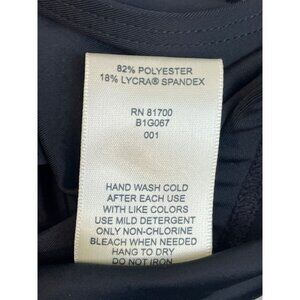 82% POLYESTER
18% LYCRA® SPANDEX
RN 81700
B1G067
001
HAND WASH COLD
AFTER EACH USE
WITH LIKE COLORS
USE MILD DETERGENT
ONLY NON-CHLORINE
BLEACH WHEN NEEDED
HANG TO DRY
DO NOT IRON